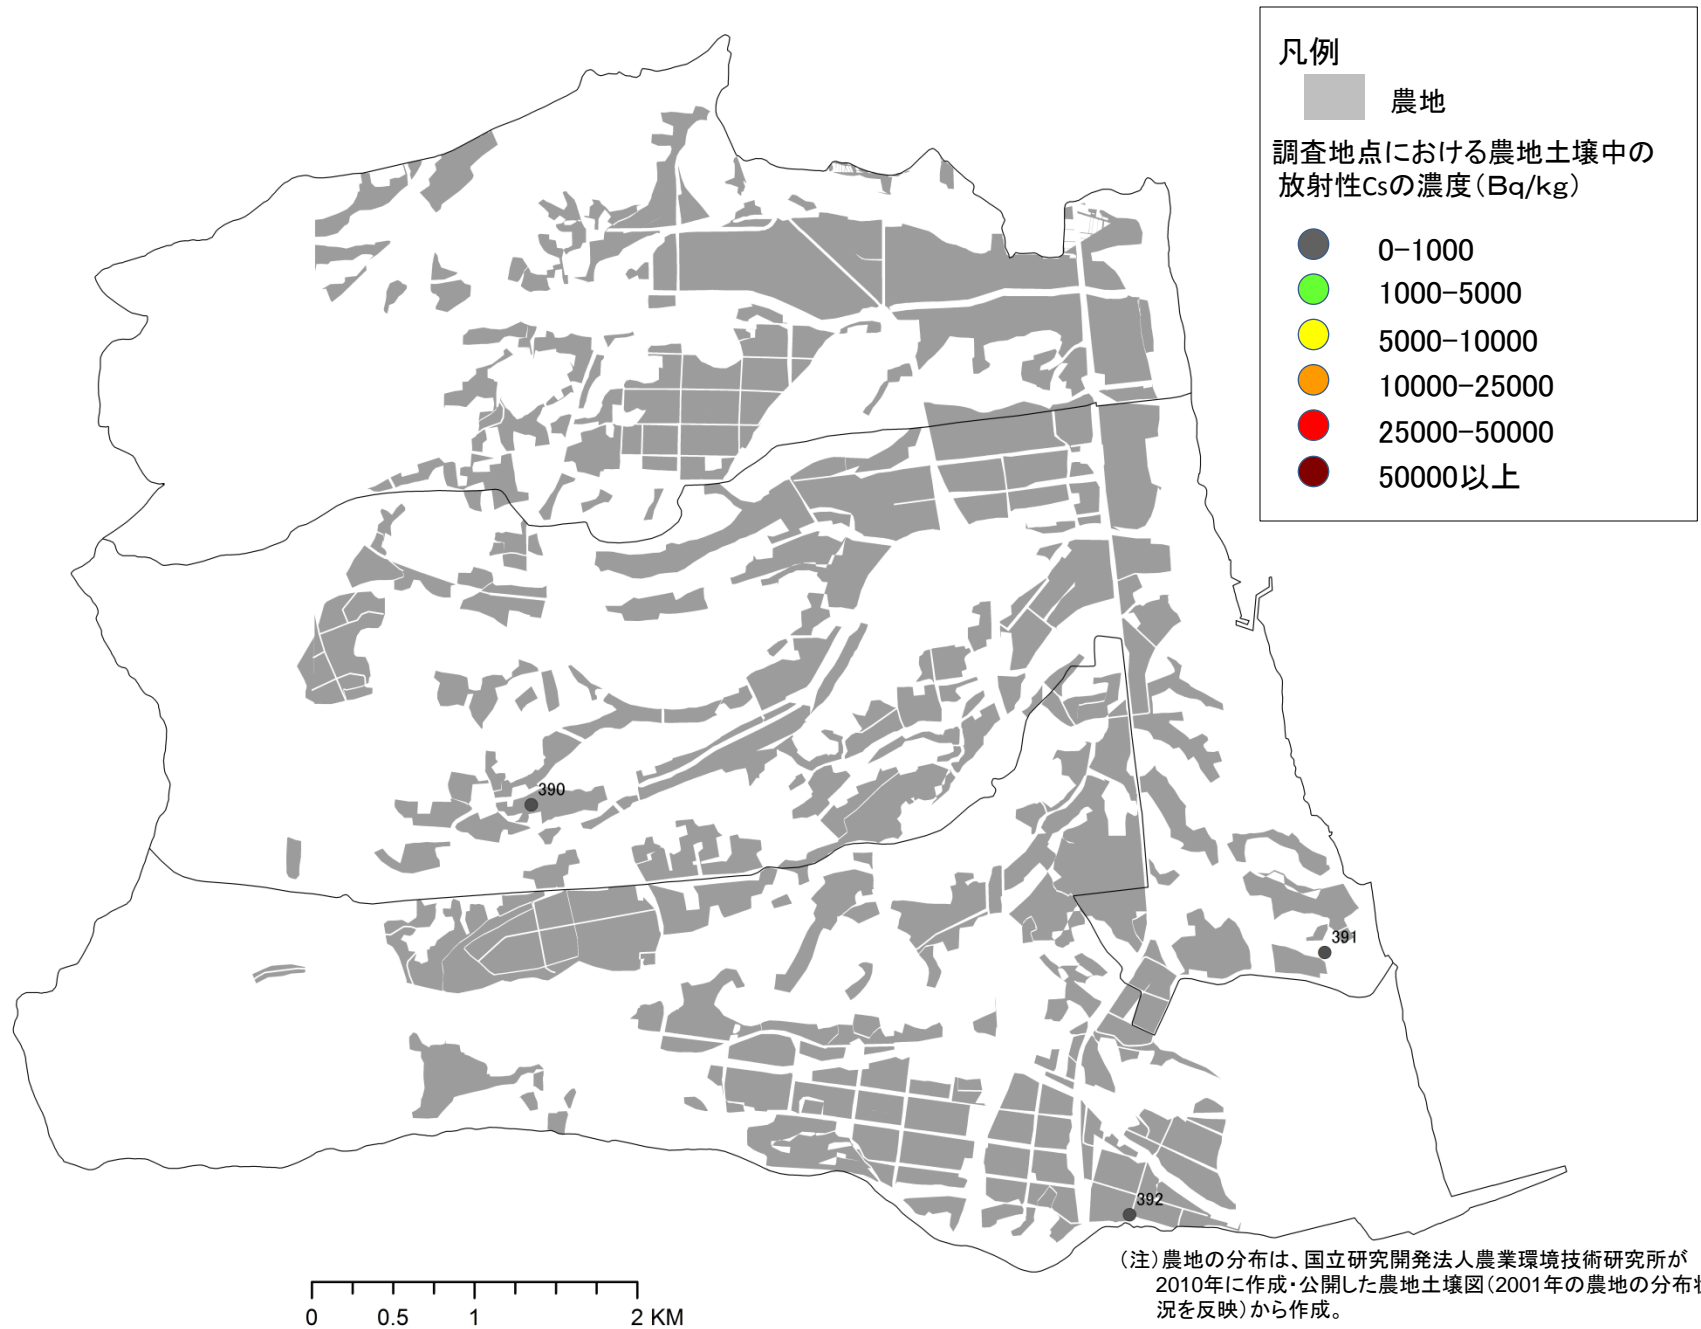 凡例
農地
調査地点における農地土壌中の
放射性Csの濃度（Bq/kg）
0-1000
1000-5000
5000-10000
10000-25000
25000-50000
50000以上
390
391
392
（注）農地の分布は、国立研究開発法人農業環境技術研究所が
2010年に作成・公開した農地土壌図（2001年の農地の分布状
況を反映）から作成。
0 0.5 1 2 KM